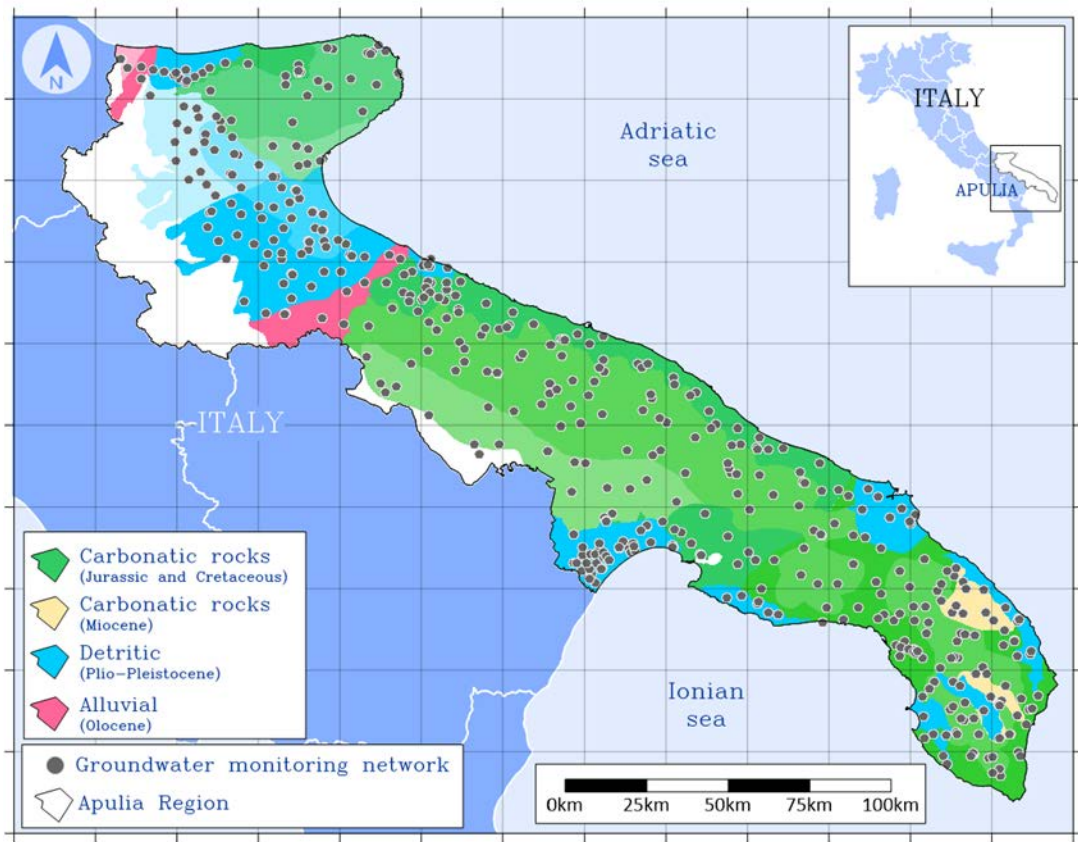 N
Adriatic
sea
ITALY
APULIA
ITALY
Ionian
sea
Carbonatic rocks
(Jurassic and Cretaceous)
Carbonatic rocks
(Miocene)
Detritic
(Plio-Pleistocene)
Alluvial
(Olocene)
Groundwater monitoring network
Apulia Region
0km 25km 50km 75km 100km